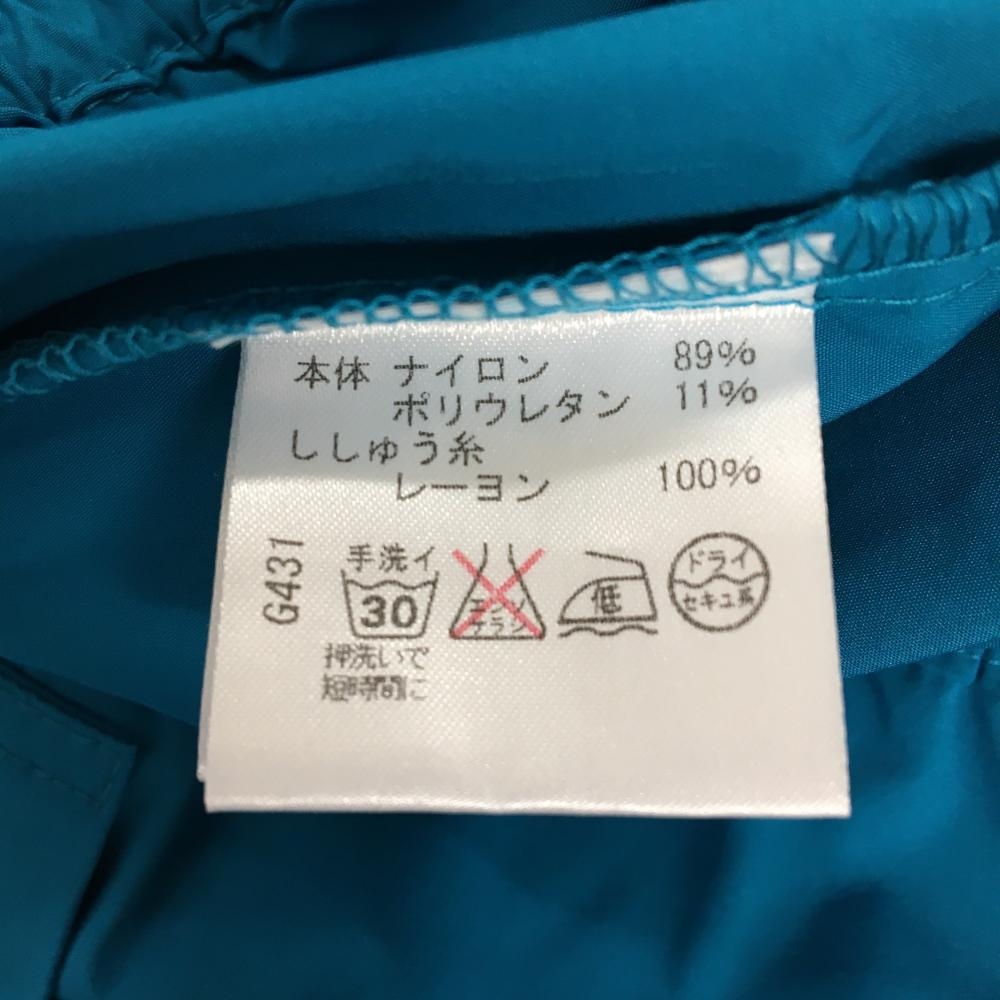 本体 ナイロン 89%
ポリウレタン 11%
ししゅう糸
レーヨン 100%
G431
手洗イ
30
押洗いで
短時間に
エンソ
サラシ
低
ドライ
セキユ系